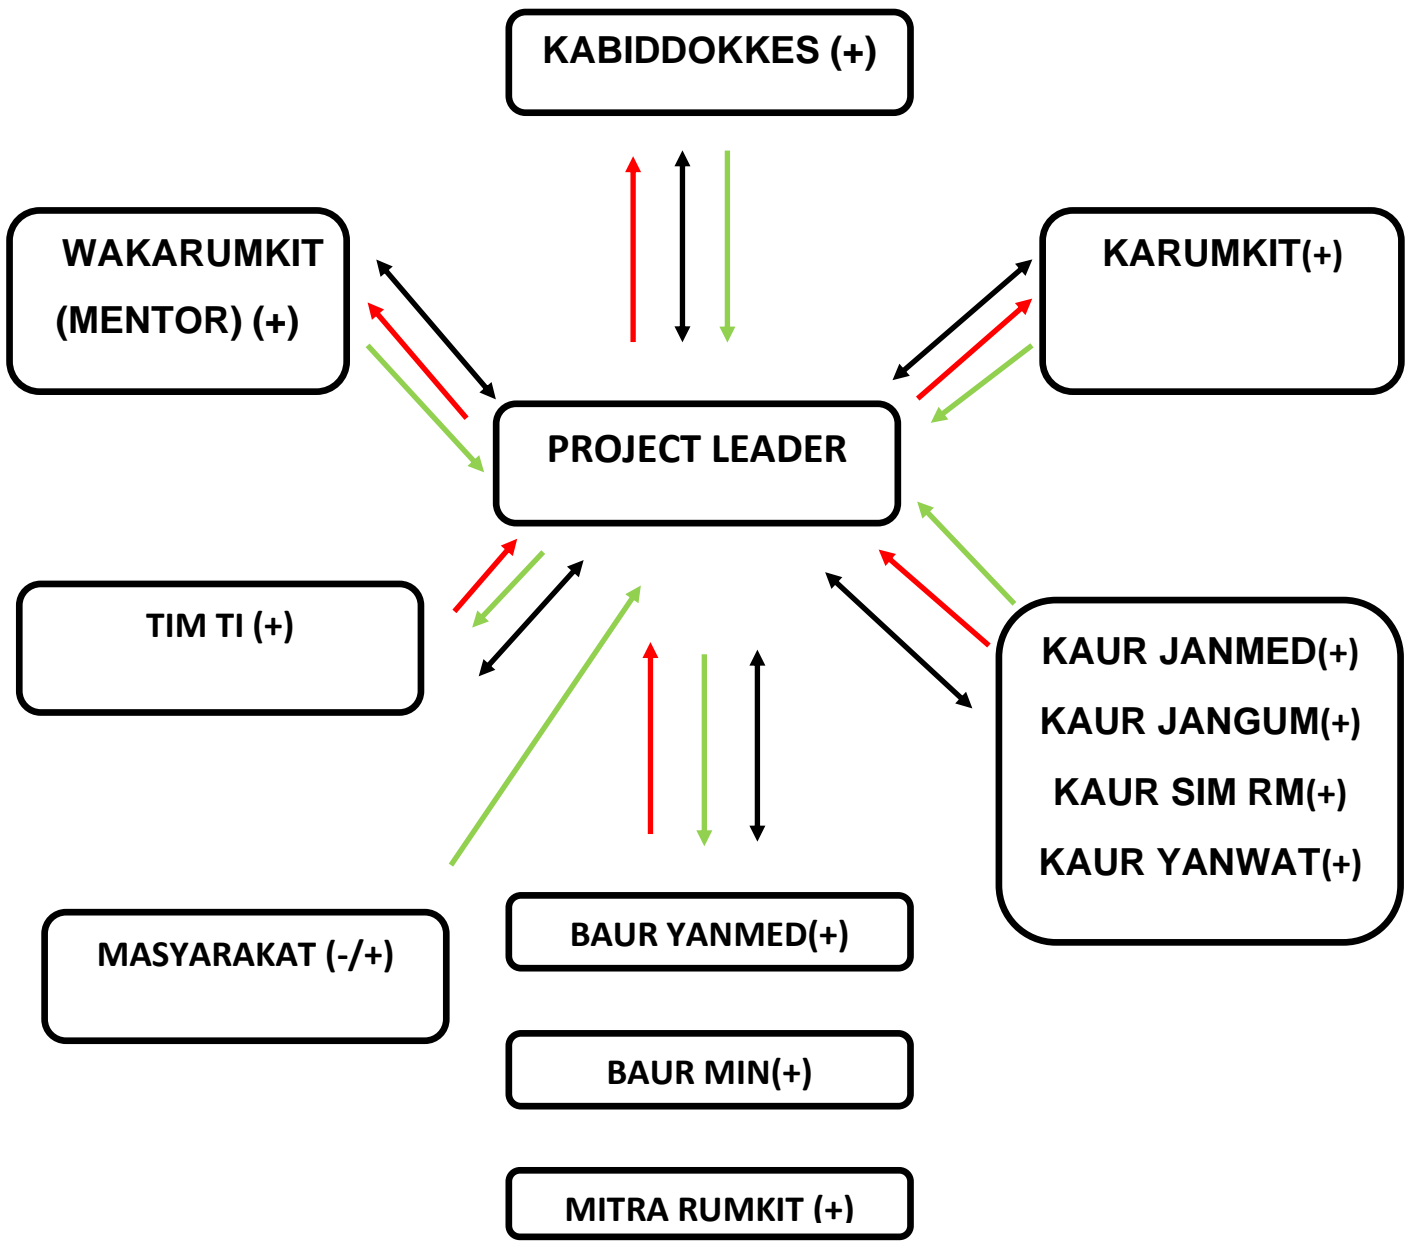 KABIDDOKKES (+)
WAKARUMKIT
(MENTOR) (+)
KARUMKIT(+)
PROJECT LEADER
TIM TI (+)
KAUR JANMED(+)
KAUR JANGUM(+)
KAUR SIM RM(+)
KAUR YANWAT(+)
MASYARAKAT (-/+)
BAUR YANMED(+)
BAUR MIN(+)
MITRA RUMKIT (+)